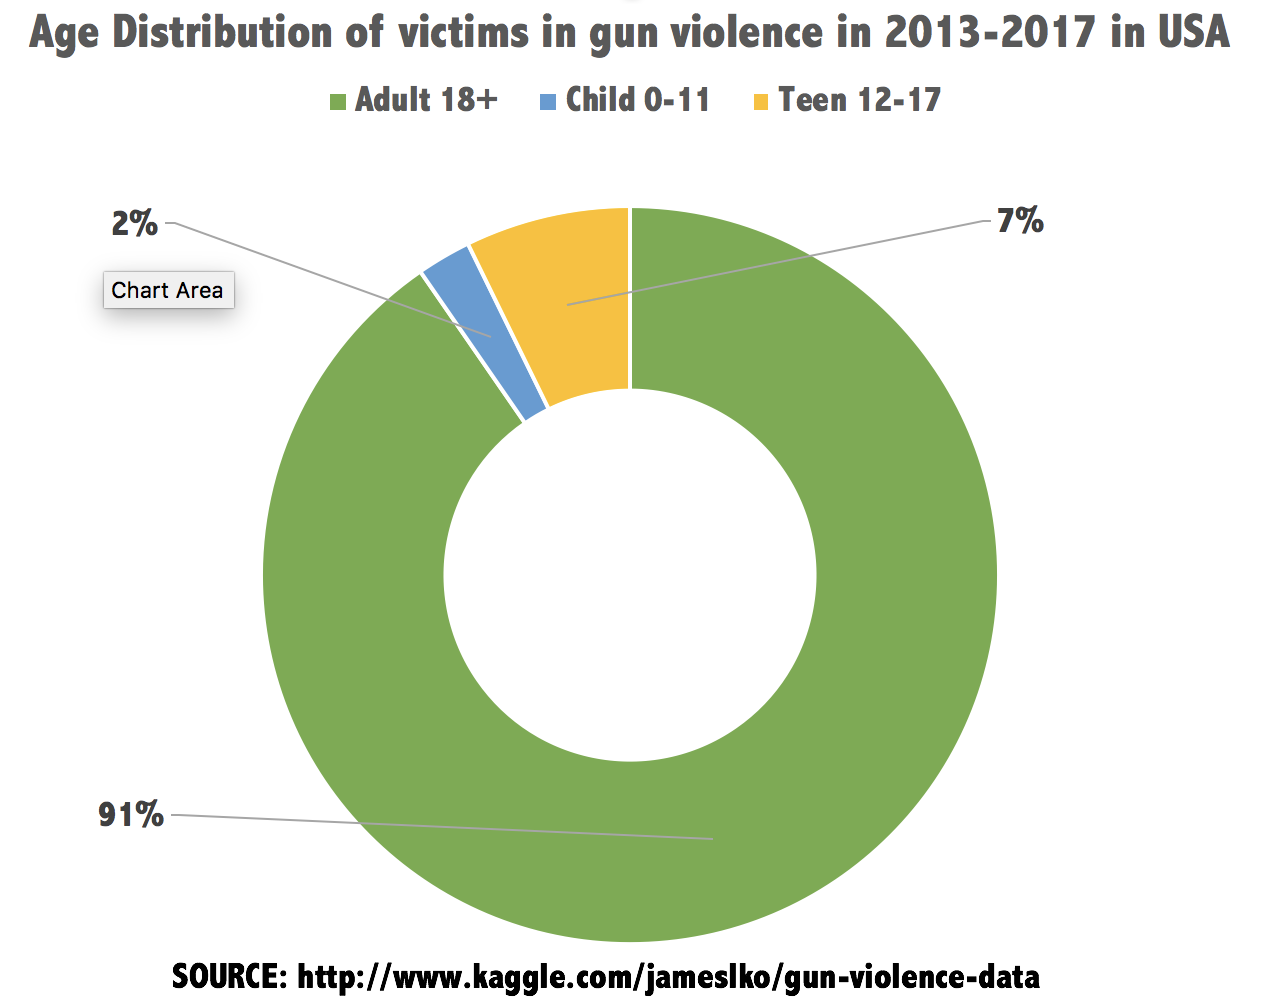 Age Distribution of victims in gun violence in 2013-2017 in USA
Adult 18+ Child 0-11 Teen 12-17
2%
7%
Chart Area
91%
SOURCE: http://www.kaggle.com/jameslko/gun-violence-data